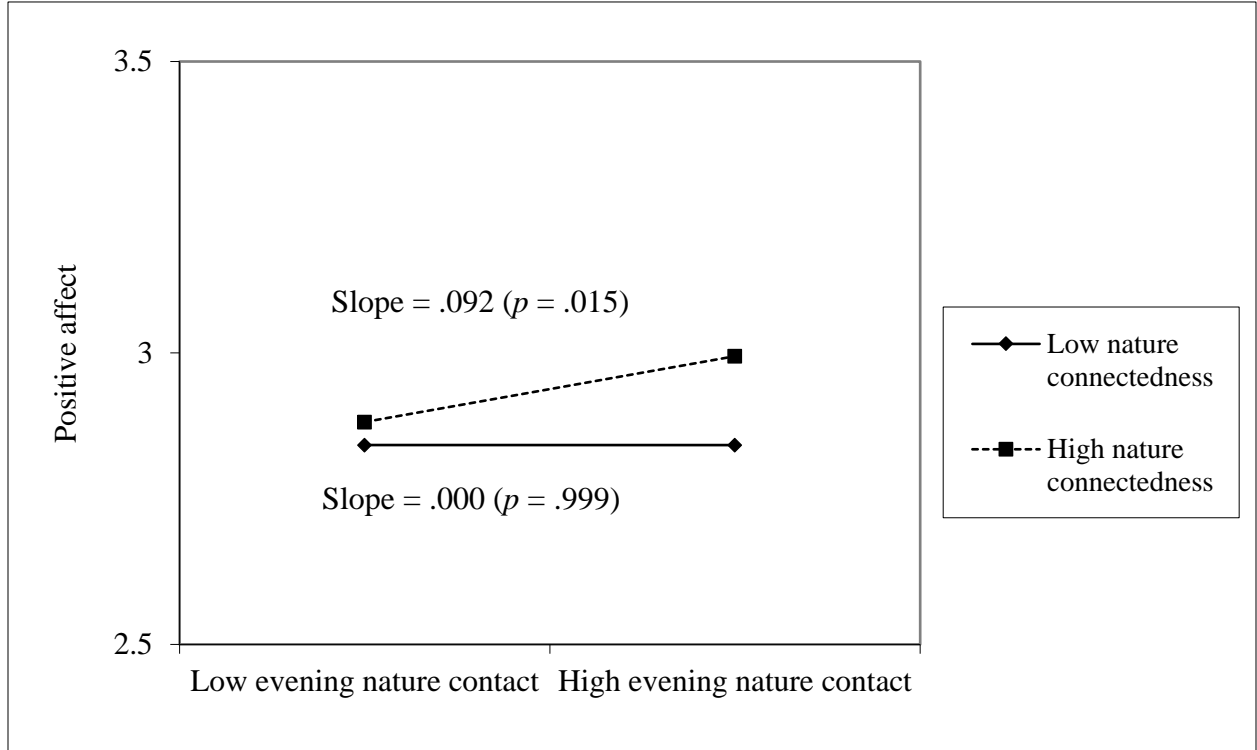 3.5
3
2.5
Positive affect
Slope = .092 (p = .015)
Slope = .000 (p = .999)
Low evening nature contact
High evening nature contact
Low nature
connectedness
High nature
connectedness